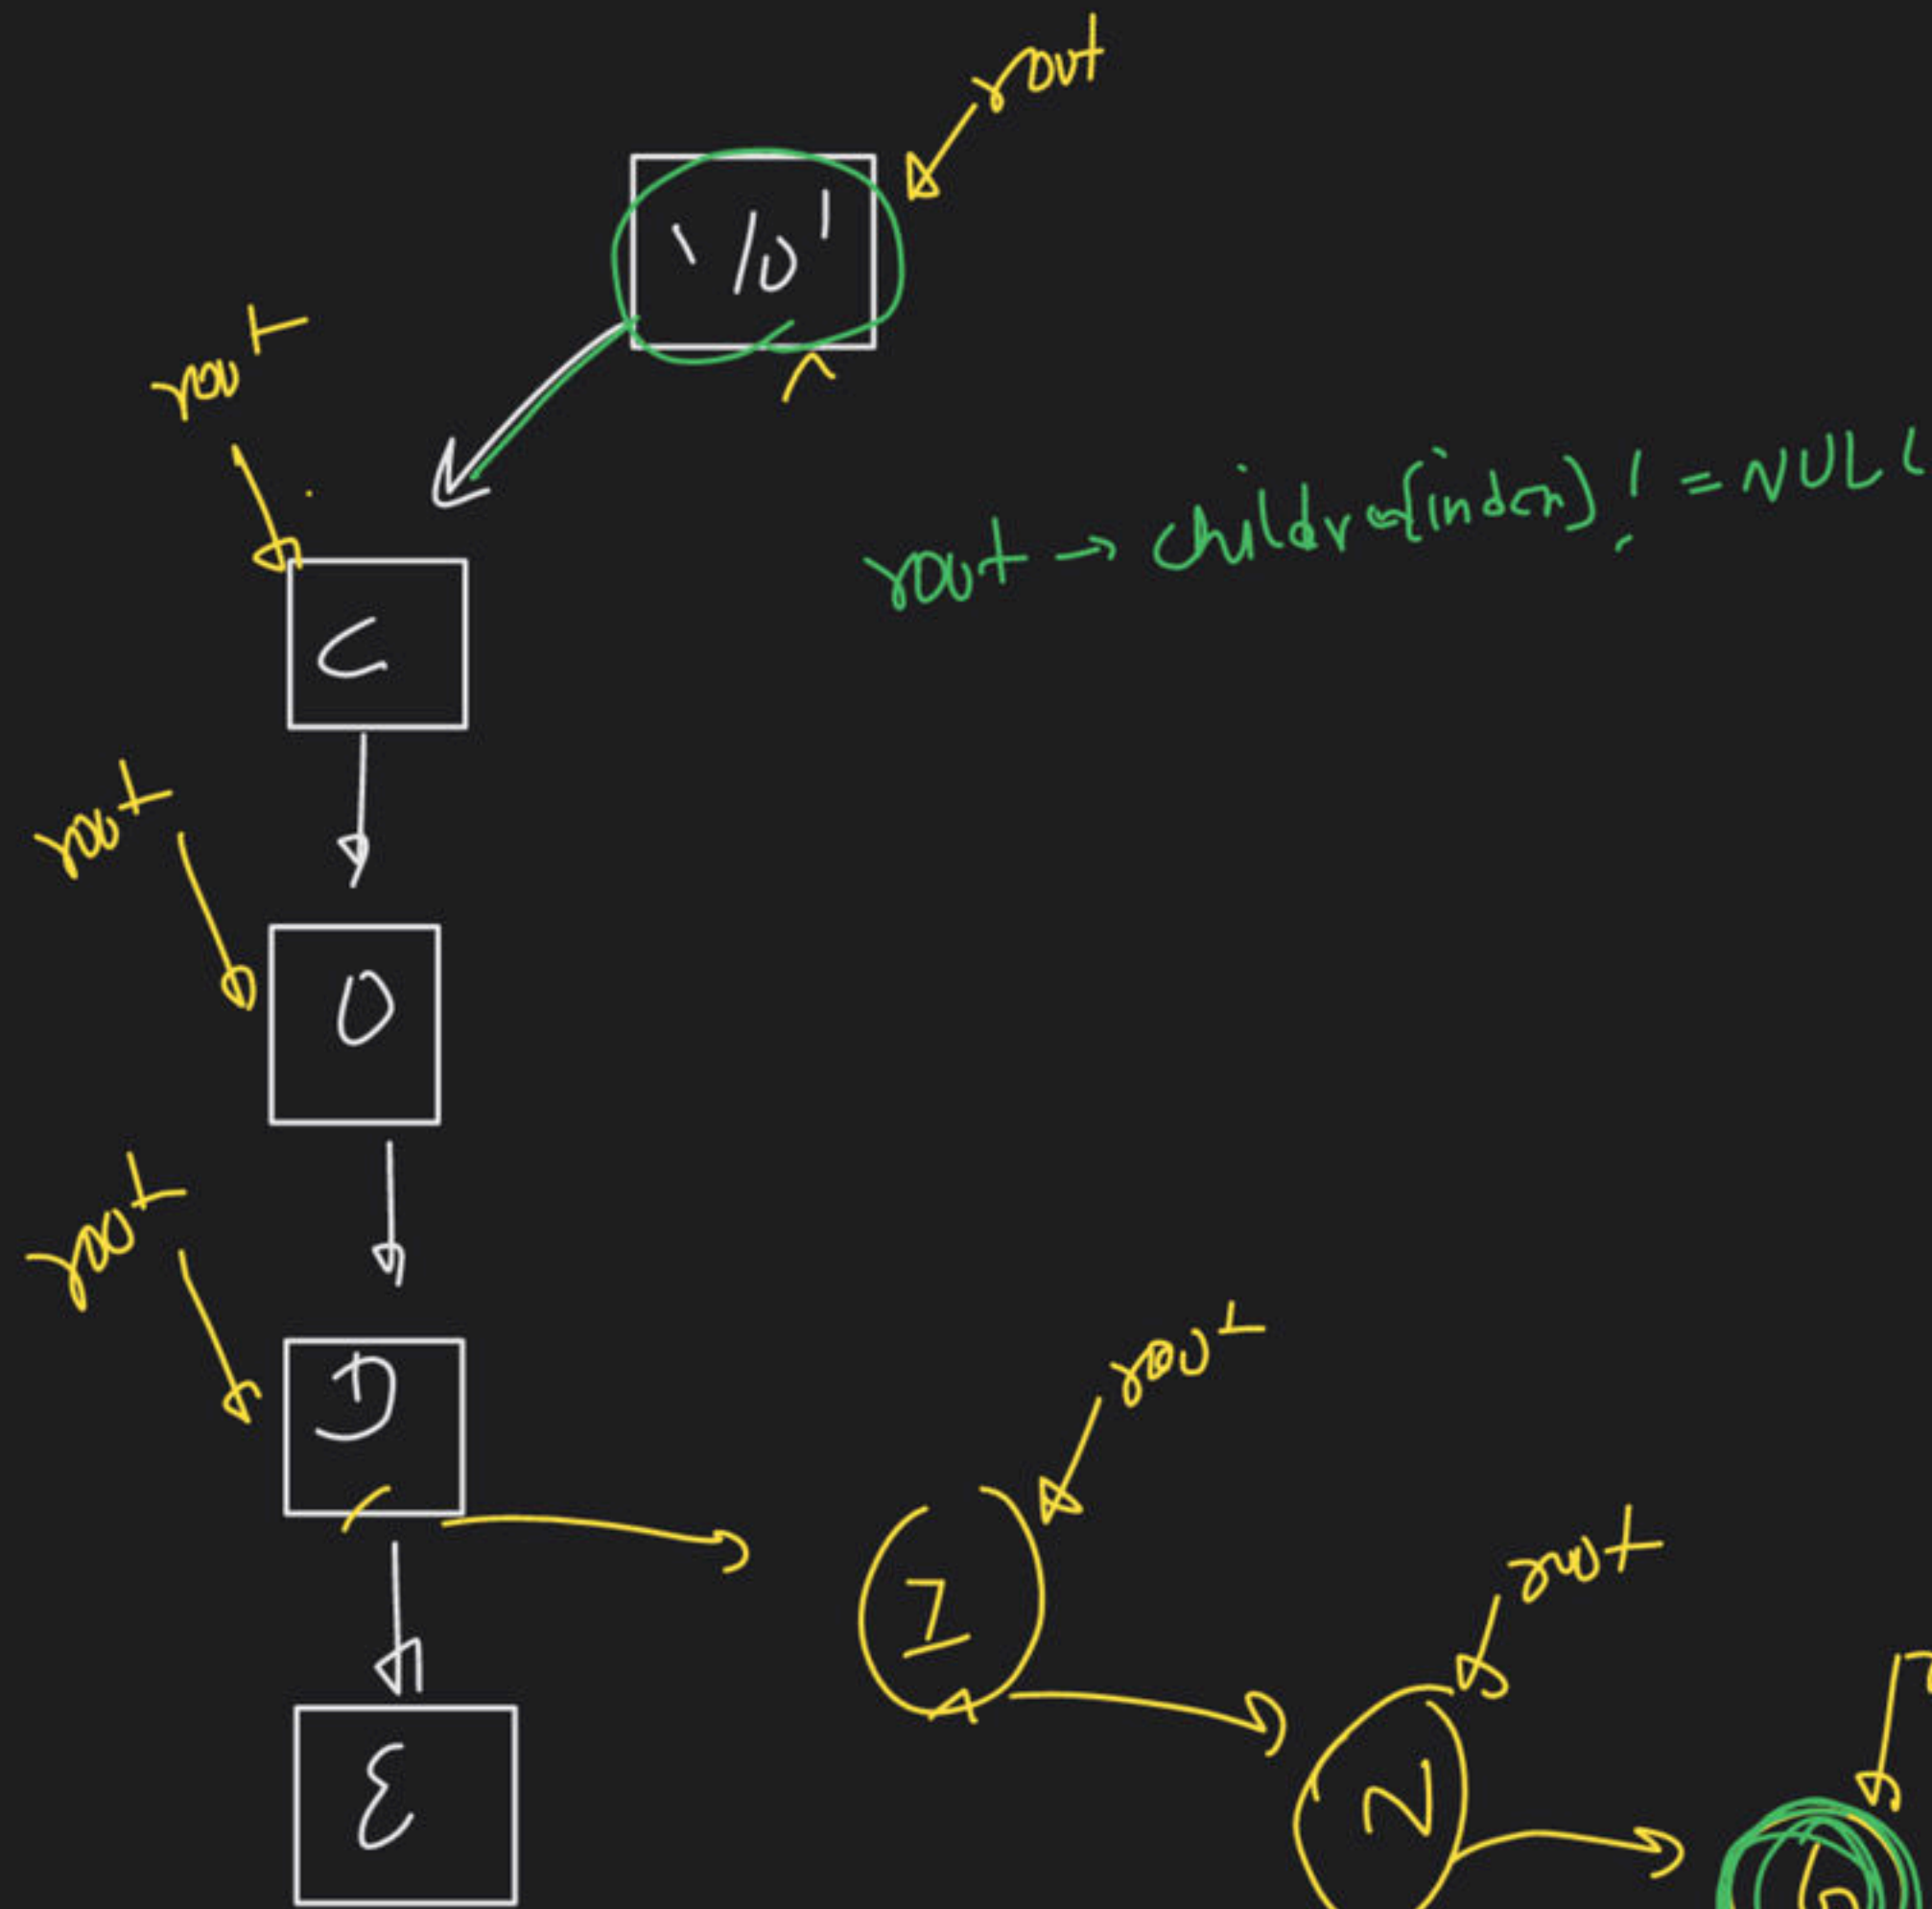 root
'\0'
root
root → children[index] != NULL
C
root
O
root
D
root
I
root
E
N